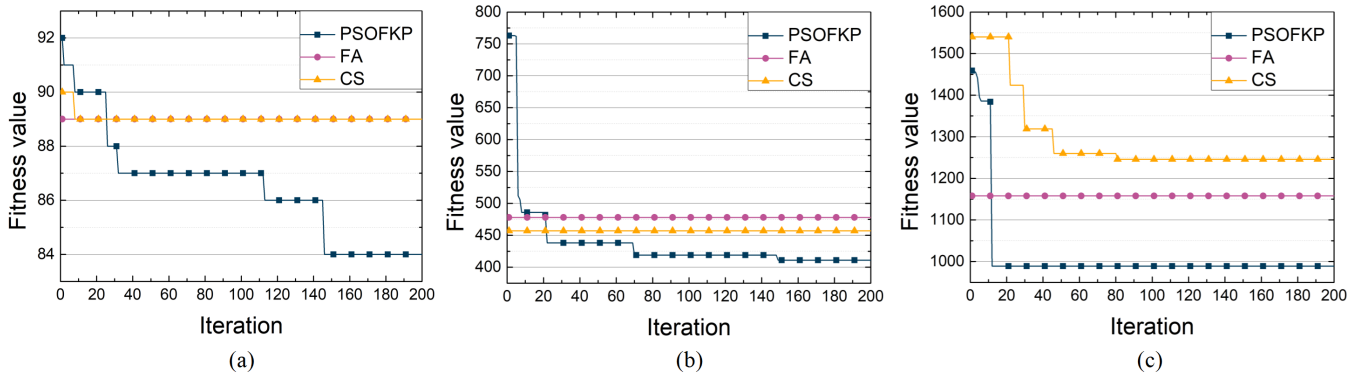 Fitness value
92
90
88
86
84
0 20 40 60 80 100 120 140 160 180 200
Iteration
PSOFKP
FA
CS
(a)
Fitness value
800
750
700
650
600
550
500
450
400
0 20 40 60 80 100 120 140 160 180 200
Iteration
PSOFKP
FA
CS
(b)
Fitness value
1600
1500
1400
1300
1200
1100
1000
0 20 40 60 80 100 120 140 160 180 200
Iteration
PSOFKP
FA
CS
(c)